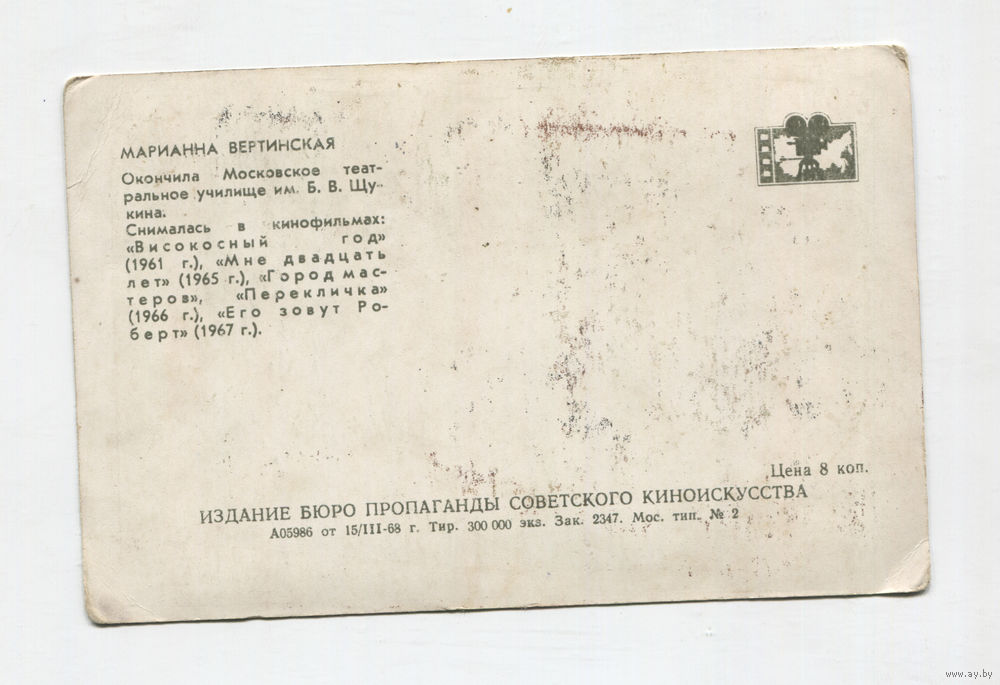 МАРИАННА ВЕРТИНСКАЯ
Окончила Московское теат-
ральное училище им. Б. В. Щу-
кина.
Снималась в кинофильмах:
«Високосный год»
(1961 г.), «Мне двадцать
лет» (1965 г.), «Город мас-
теров», «Перекличка»
(1966 г.), «Его зовут Ро-
берт» (1967 г.).
Цена 8 коп.
ИЗДАНИЕ БЮРО ПРОПАГАНДЫ СОВЕТСКОГО КИНОИСКУССТВА
А05986 от 15/III-68 г. Тир. 300 000 экз. Зак. 2347. Мос. тип. № 2
www.ay.by